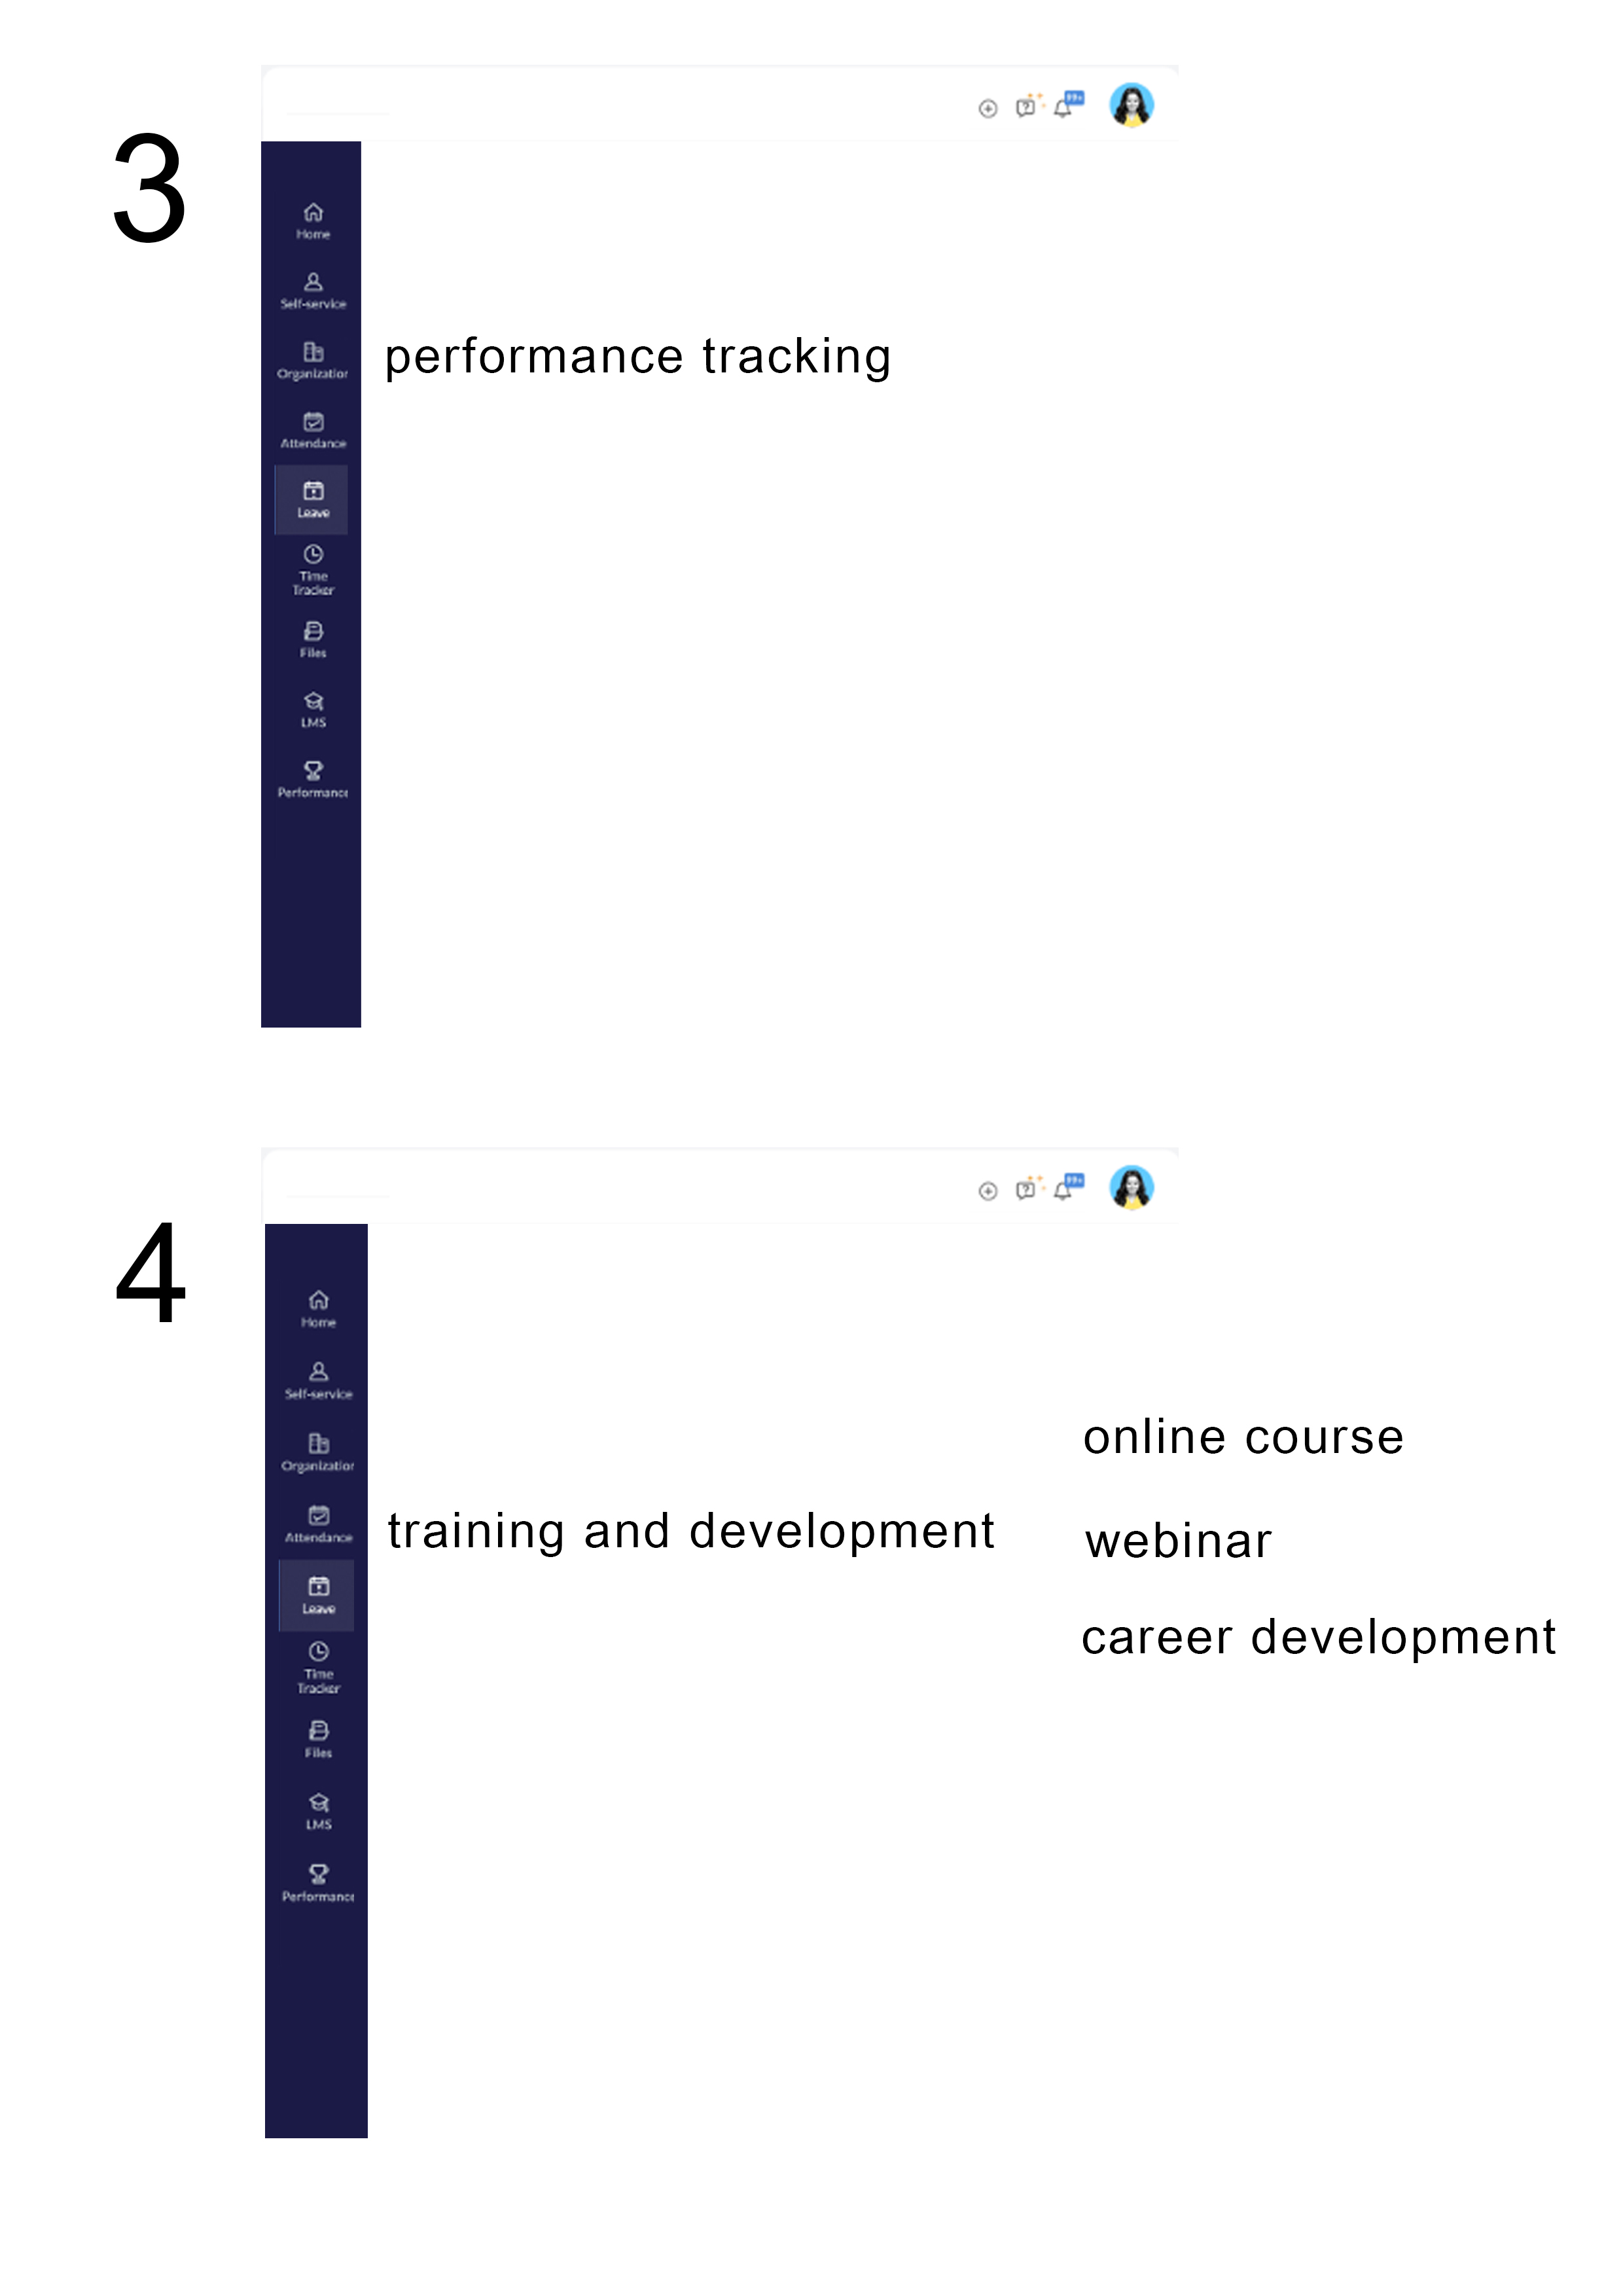 3
99+
Home
Self-service
Organization
performance tracking
Attendance
Leave
Time
Tracker
Files
LMS
Performance
4
99+
Home
Self-service
Organization
Attendance
Leave
Time
Tracker
Files
LMS
Performance
training and development
online course
webinar
career development